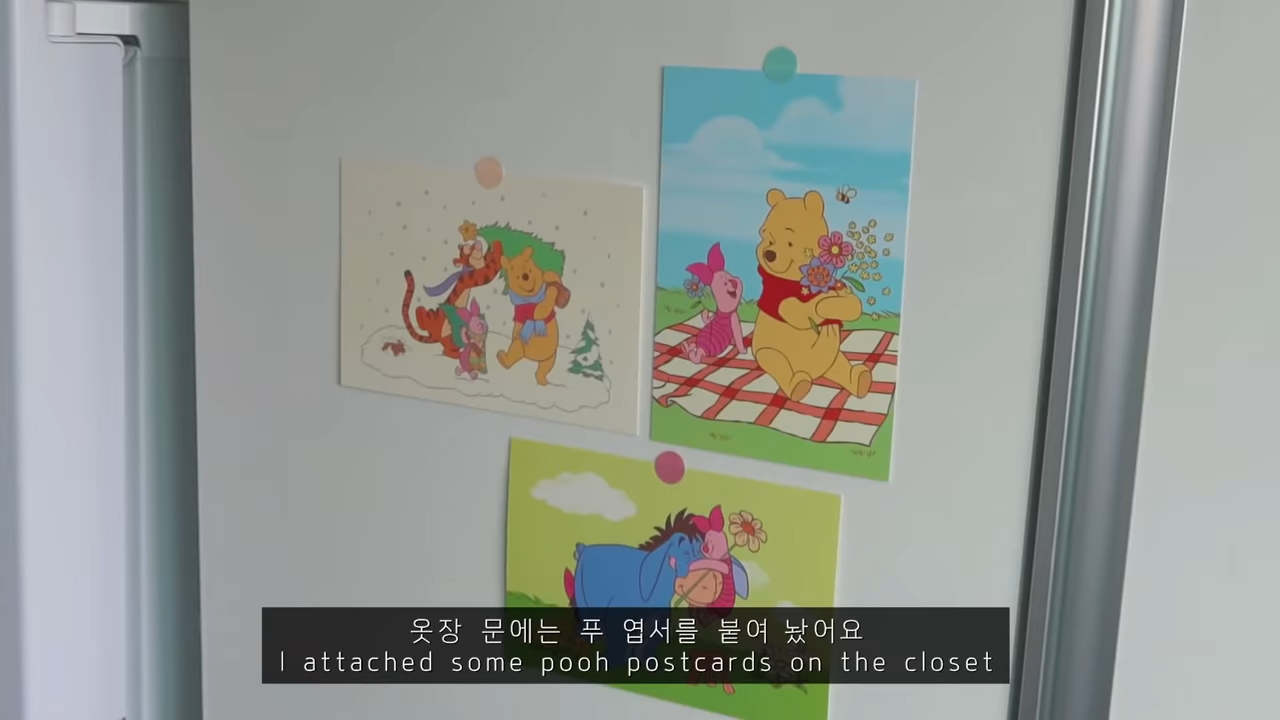 옷장 문에는 푸 엽서를 붙여 놨어요
I attached some pooh postcards on the closet